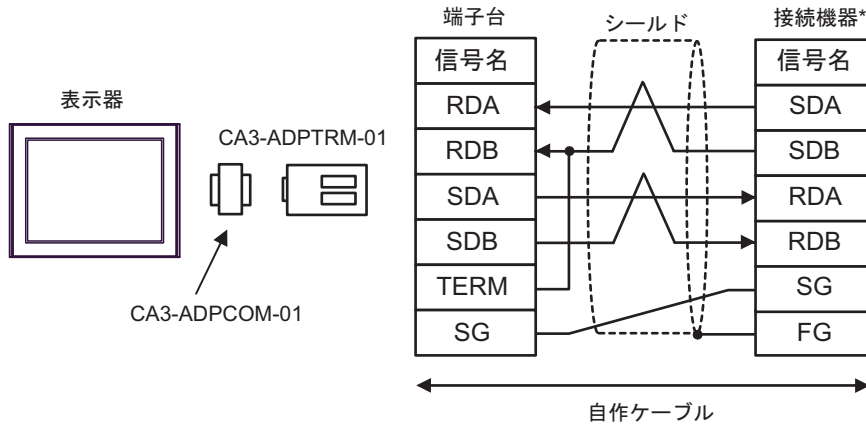 表示器
CA3-ADPTRM-01
CA3-ADPCOM-01
端子台
シールド
接続機器*
信号名
信号名
RDA
SDA
RDB
SDB
SDA
RDA
SDB
RDB
TERM
SG
SG
FG
自作ケーブル